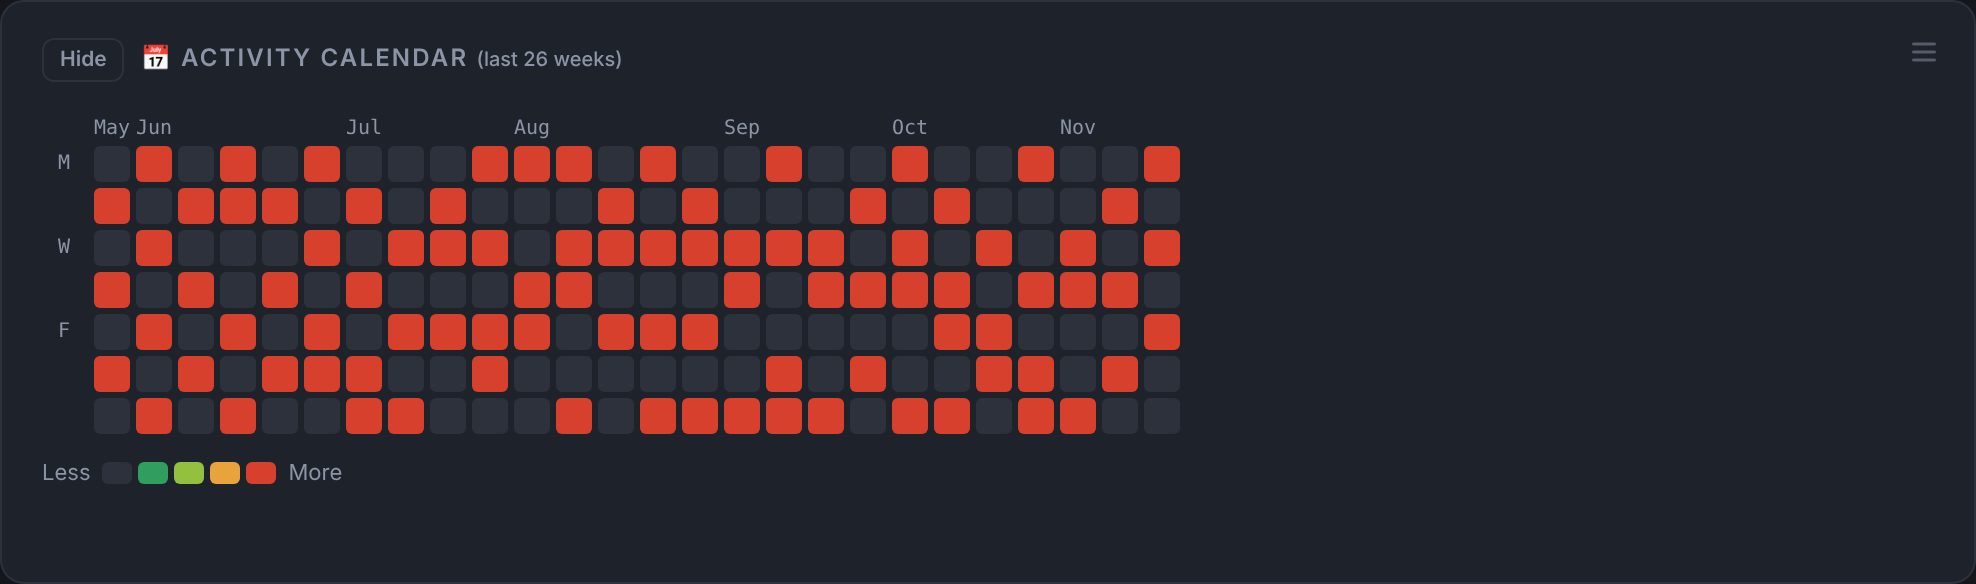 Hide ACTIVITY CALENDAR (last 26 weeks)
May Jun Jul Aug Sep Oct Nov
M
W
F
Less More